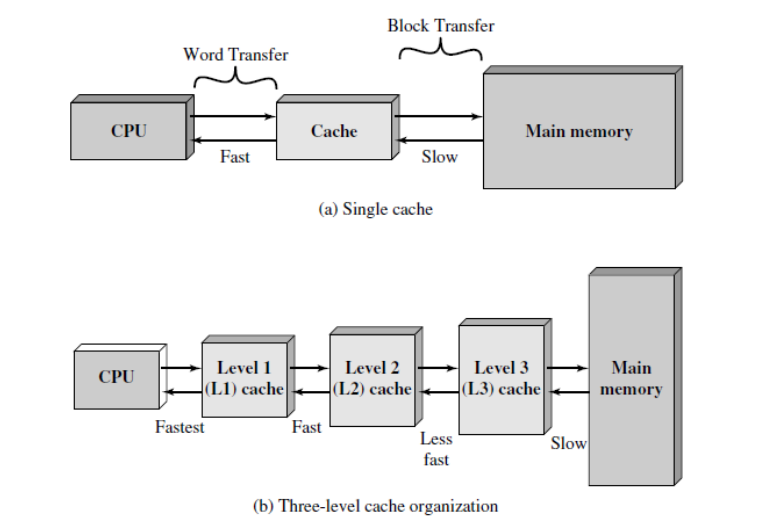 Block Transfer
Word Transfer
CPU
Cache
Main memory
Fast
Slow
(a) Single cache
CPU
Level 1
(L1) cache
Level 2
(L2) cache
Level 3
(L3) cache
Main
memory
Fastest
Fast
Less
fast
Slow
(b) Three-level cache organization